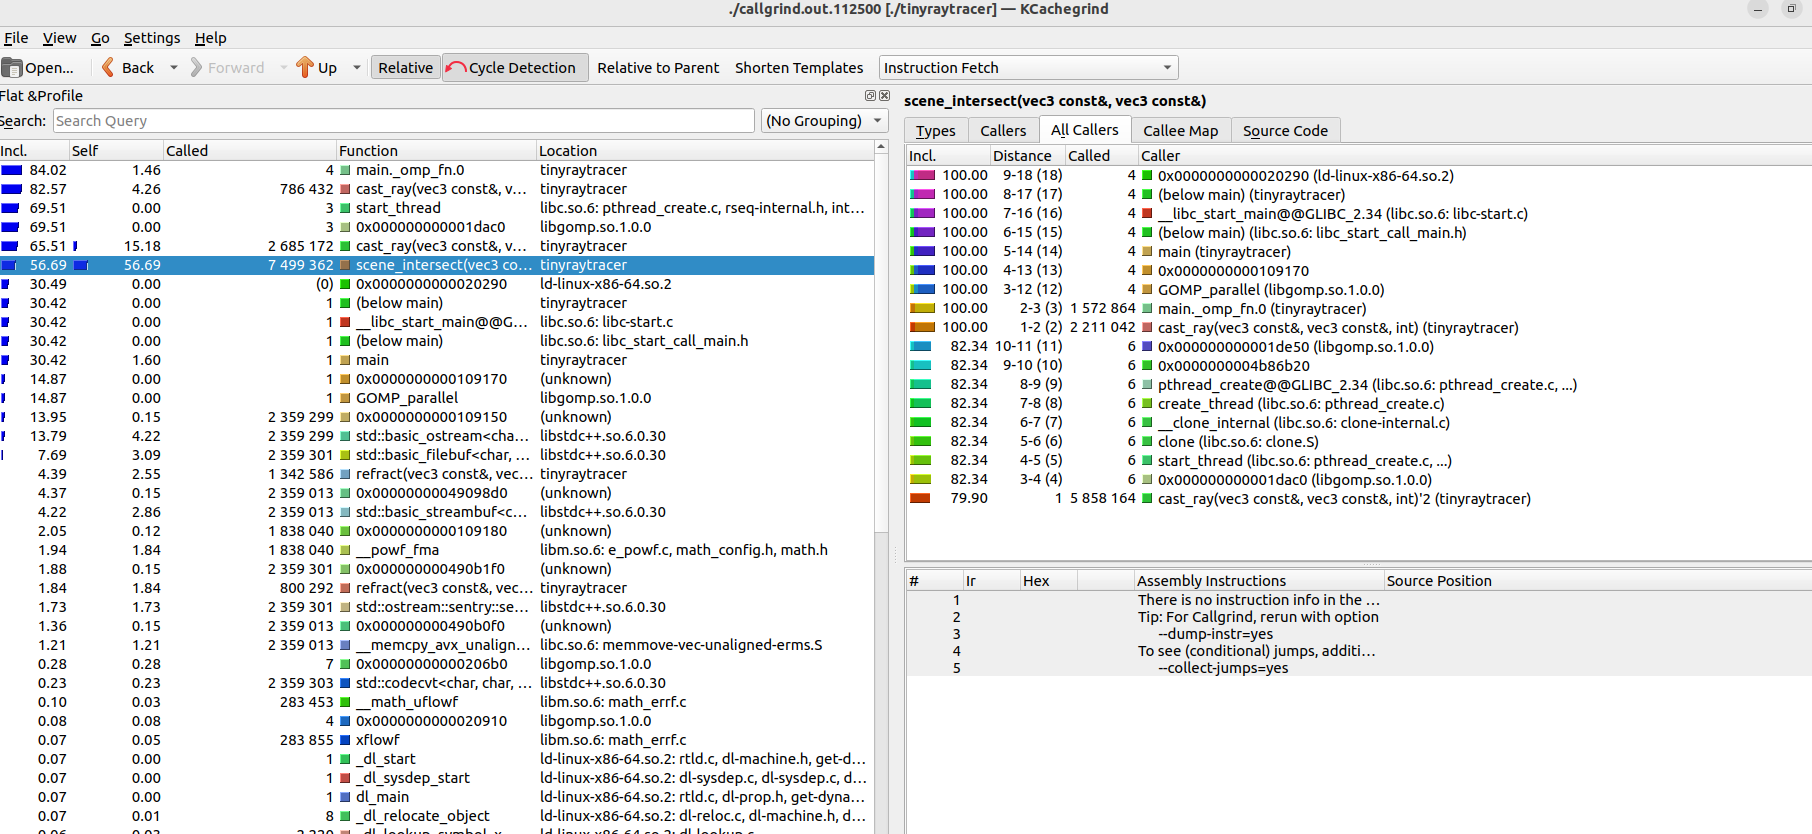 ./callgrind.out.112500 [./tinyraytracer] — KCachegrind
File View Go Settings Help
Open... Back Forward Up Relative Cycle Detection Relative to Parent Shorten Templates Instruction Fetch
Flat &Profile
Search: Search Query (No Grouping)
Incl. Self Called Function Location
84.02 1.46 4 main._omp_fn.0 tinyraytracer
82.57 4.26 786 432 cast_ray(vec3 const&, v... tinyraytracer
69.51 0.00 3 start_thread libc.so.6: pthread_create.c, rseq-internal.h, int...
69.51 0.00 3 0x000000000001dac0 libgomp.so.1.0.0
65.51 15.18 2 685 172 cast_ray(vec3 const&, v... tinyraytracer
56.69 56.69 7 499 362 scene_intersect(vec3 co... tinyraytracer
30.49 0.00 (0) 0x0000000000020290 ld-linux-x86-64.so.2
30.42 0.00 1 (below main) tinyraytracer
30.42 0.00 1 __libc_start_main@@G... libc.so.6: libc-start.c
30.42 0.00 1 (below main) libc.so.6: libc_start_call_main.h
30.42 1.60 1 main tinyraytracer
14.87 0.00 1 0x0000000000109170 (unknown)
14.87 0.00 1 GOMP_parallel libgomp.so.1.0.0
13.95 0.15 2 359 299 0x0000000000109150 (unknown)
13.79 4.22 2 359 299 std::basic_ostream<cha... libstdc++.so.6.0.30
7.69 3.09 2 359 301 std::basic_filebuf<char, ... libstdc++.so.6.0.30
4.39 2.55 1 342 586 refract(vec3 const&, vec... tinyraytracer
4.37 0.15 2 359 013 0x00000000049098d0 (unknown)
4.22 2.86 2 359 013 std::basic_streambuf<c... libstdc++.so.6.0.30
2.05 0.12 1 838 040 0x0000000000109180 (unknown)
1.94 1.84 1 838 040 __powf_fma libm.so.6: e_powf.c, math_config.h, math.h
1.88 0.15 2 359 301 0x000000000490b1f0 (unknown)
1.84 1.84 800 292 refract(vec3 const&, vec... tinyraytracer
1.73 1.73 2 359 301 std::ostream::sentry::se... libstdc++.so.6.0.30
1.36 0.15 2 359 013 0x000000000490b0f0 (unknown)
1.21 1.21 2 359 013 __memcpy_avx_unalign... libc.so.6: memmove-vec-unaligned-erms.S
0.28 0.28 7 0x00000000000206b0 libgomp.so.1.0.0
0.23 0.23 2 359 303 std::codecvt<char, char, ... libstdc++.so.6.0.30
0.10 0.03 283 453 __math_uflowf libm.so.6: math_errf.c
0.08 0.08 4 0x0000000000020910 libgomp.so.1.0.0
0.07 0.05 283 855 xflowf libm.so.6: math_errf.c
0.07 0.00 1 _dl_start ld-linux-x86-64.so.2: rtld.c, dl-machine.h, get-d...
0.07 0.00 1 _dl_sysdep_start ld-linux-x86-64.so.2: dl-sysdep.c, dl-sysdep.c, d...
0.07 0.00 1 dl_main ld-linux-x86-64.so.2: rtld.c, dl-prop.h, get-dyna...
0.07 0.01 8 _dl_relocate_object ld-linux-x86-64.so.2: dl-reloc.c, dl-machine.h, d...
scene_intersect(vec3 const&, vec3 const&)
Types Callers All Callers Callee Map Source Code
Incl. Distance Called Caller
100.00 9-18 (18) 4 0x0000000000020290 (ld-linux-x86-64.so.2)
100.00 8-17 (17) 4 (below main) (tinyraytracer)
100.00 7-16 (16) 4 __libc_start_main@@GLIBC_2.34 (libc.so.6: libc-start.c)
100.00 6-15 (15) 4 (below main) (libc.so.6: libc_start_call_main.h)
100.00 5-14 (14) 4 main (tinyraytracer)
100.00 4-13 (13) 4 0x0000000000109170
100.00 3-12 (12) 4 GOMP_parallel (libgomp.so.1.0.0)
100.00 2-3 (3) 1 572 864 main._omp_fn.0 (tinyraytracer)
100.00 1-2 (2) 2 211 042 cast_ray(vec3 const&, vec3 const&, int) (tinyraytracer)
82.34 10-11 (11) 6 0x000000000001de50 (libgomp.so.1.0.0)
82.34 9-10 (10) 6 0x0000000004b86b20
82.34 8-9 (9) 6 pthread_create@@GLIBC_2.34 (libc.so.6: pthread_create.c, ...)
82.34 7-8 (8) 6 create_thread (libc.so.6: pthread_create.c)
82.34 6-7 (7) 6 __clone_internal (libc.so.6: clone-internal.c)
82.34 5-6 (6) 6 clone (libc.so.6: clone.S)
82.34 4-5 (5) 6 start_thread (libc.so.6: pthread_create.c, ...)
82.34 3-4 (4) 6 0x000000000001dac0 (libgomp.so.1.0.0)
79.90 1 5 858 164 cast_ray(vec3 const&, vec3 const&, int)'2 (tinyraytracer)
# Ir Hex Assembly Instructions Source Position
1 There is no instruction info in the ...
2 Tip: For Callgrind, rerun with option
3 --dump-instr=yes
4 To see (conditional) jumps, additi...
5 --collect-jumps=yes